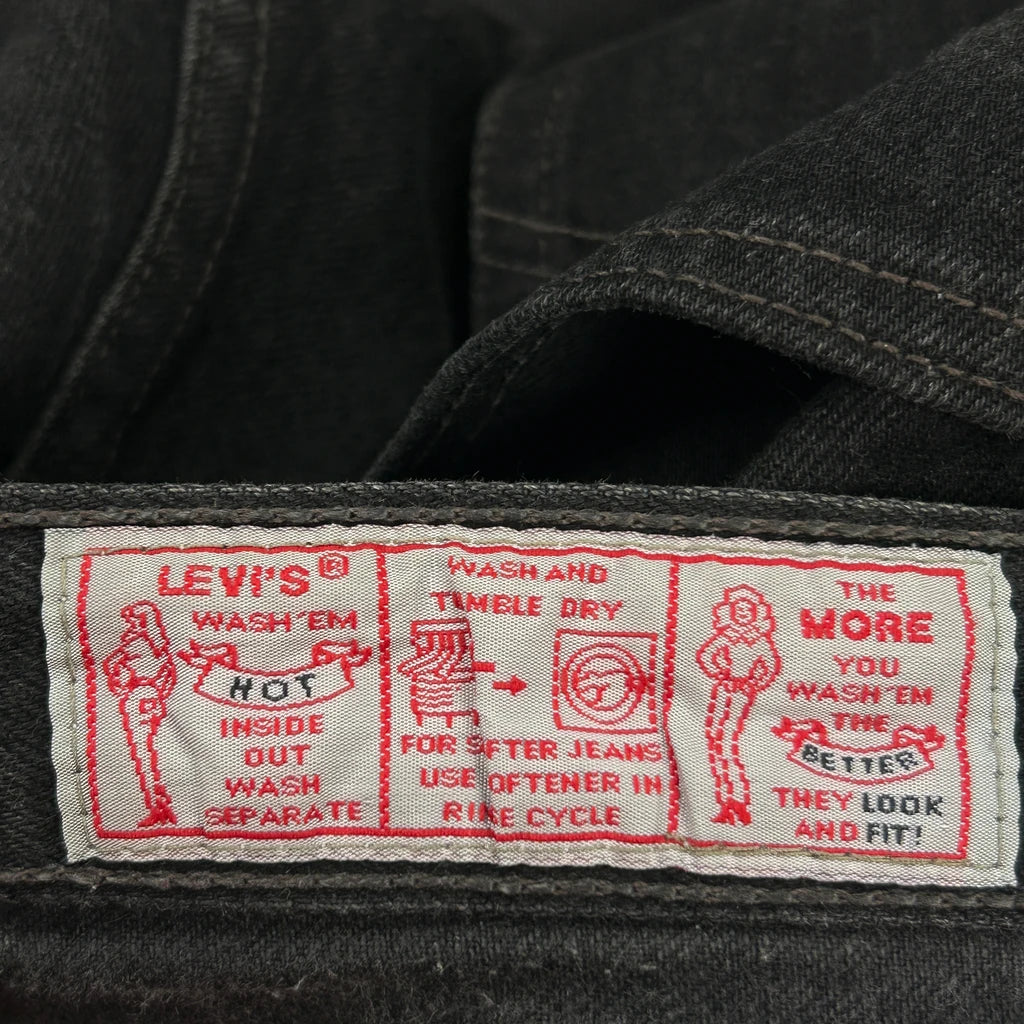 LEVI'S®
WASH 'EM
HOT
INSIDE
OUT
WASH
SEPARATE
WASH AND
TUMBLE DRY
FOR SOFTER JEANS
USE SOFTENER IN
RINSE CYCLE
THE
MORE
YOU
WASH 'EM
THE
BETTER
THEY LOOK
AND FIT!